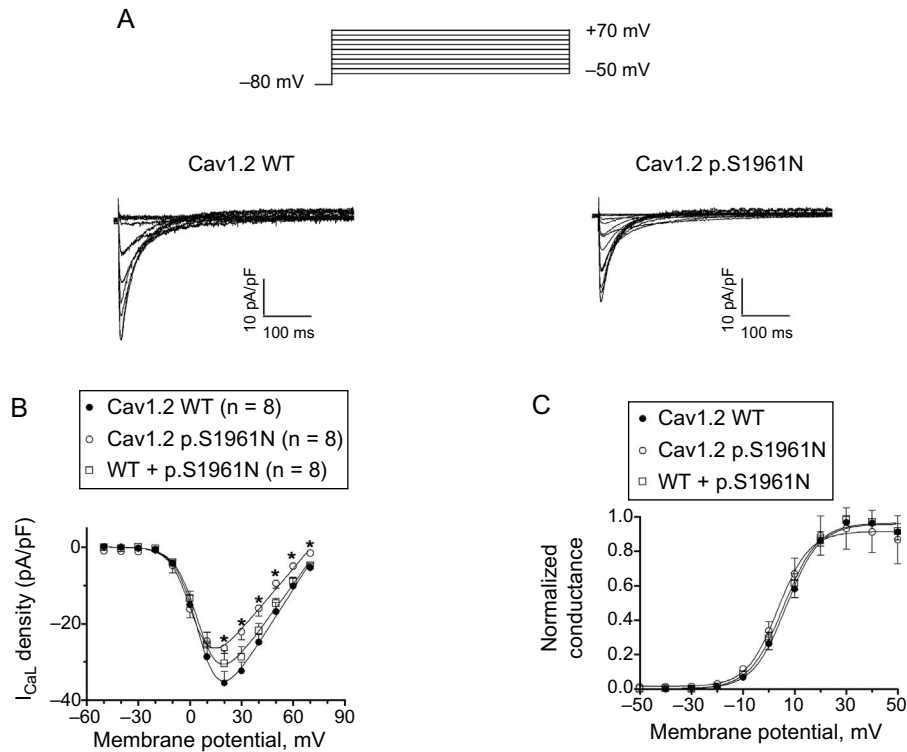 A
+70 mV
–50 mV
–80 mV
Cav1.2 WT
Cav1.2 p.S1961N
10 pA/pF
100 ms
10 pA/pF
100 ms
B
Cav1.2 WT (n = 8)
Cav1.2 p.S1961N (n = 8)
WT + p.S1961N (n = 8)
I_CaL density (pA/pF)
0
–20
–40
* * * * * *
–60 –30 0 30 60 90
Membrane potential, mV
C
Cav1.2 WT
Cav1.2 p.S1961N
WT + p.S1961N
Normalized
conductance
1.0
0.8
0.6
0.4
0.2
0.0
–50 –30 –10 10 30 50
Membrane potential, mV